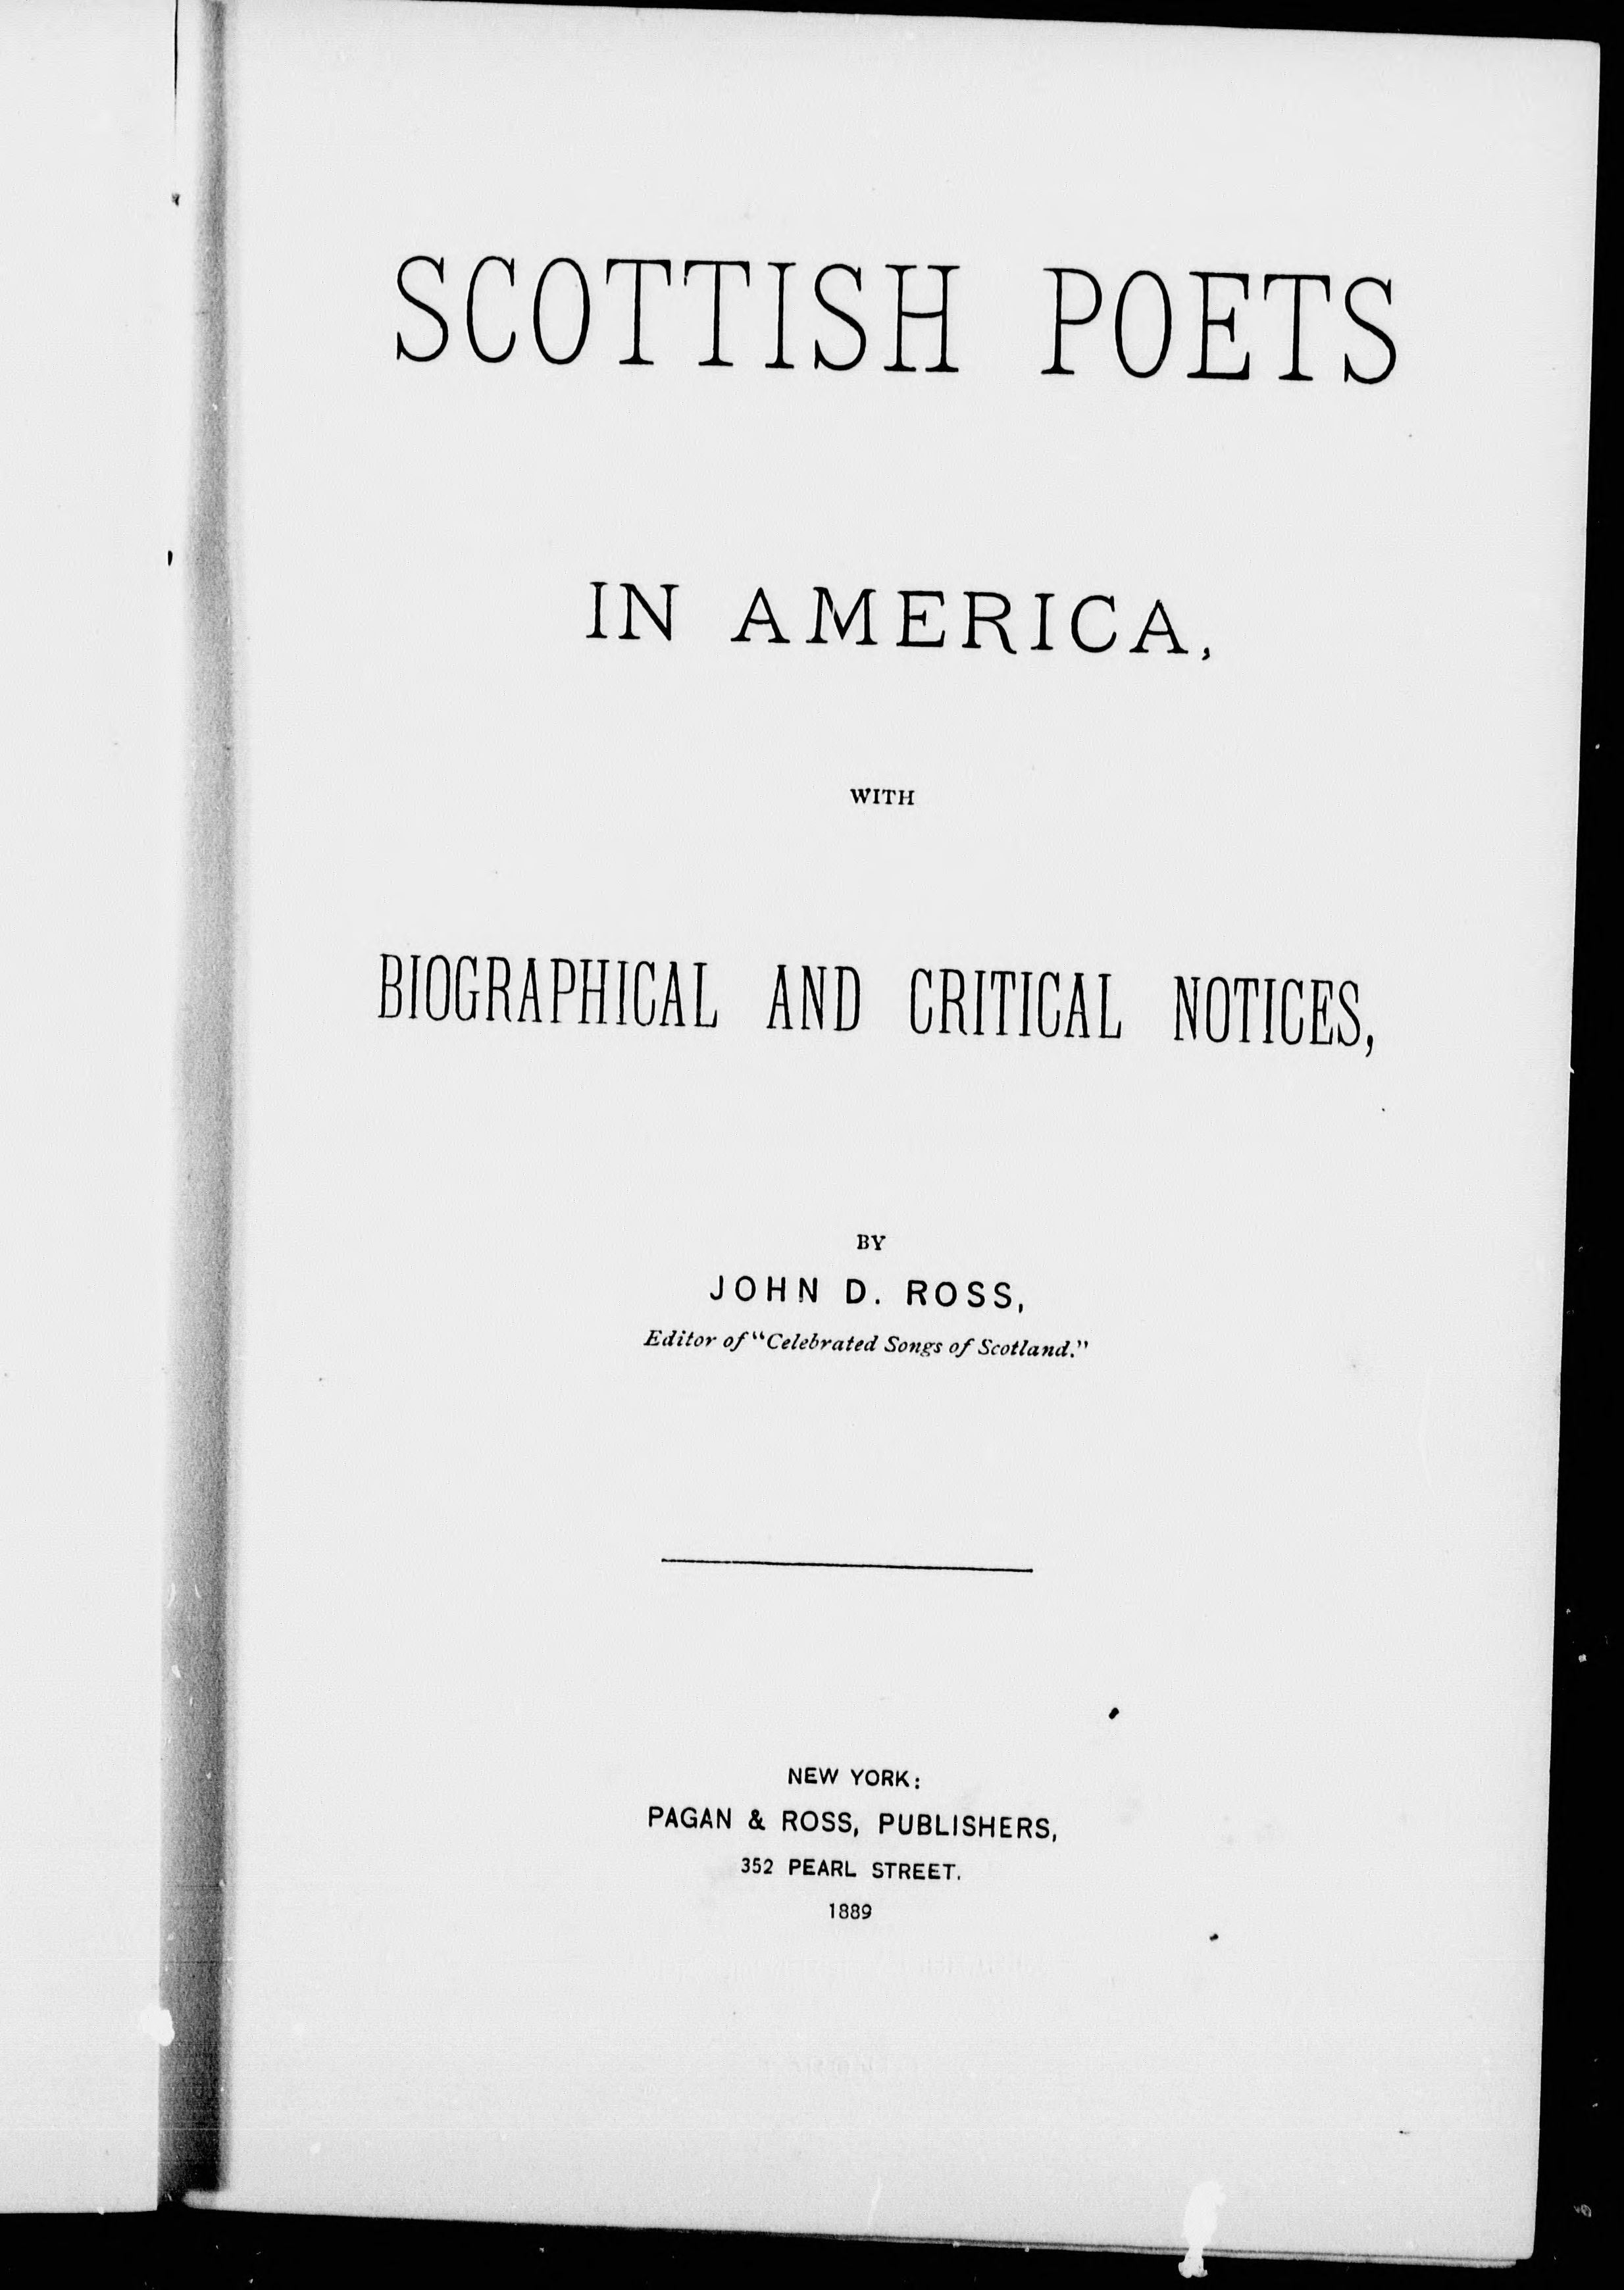 SCOTTISH POETS
IN AMERICA,
WITH
BIOGRAPHICAL AND CRITICAL NOTICES,
BY
JOHN D. ROSS,
Editor of "Celebrated Songs of Scotland."
NEW YORK:
PAGAN & ROSS, PUBLISHERS,
352 PEARL STREET.
1889